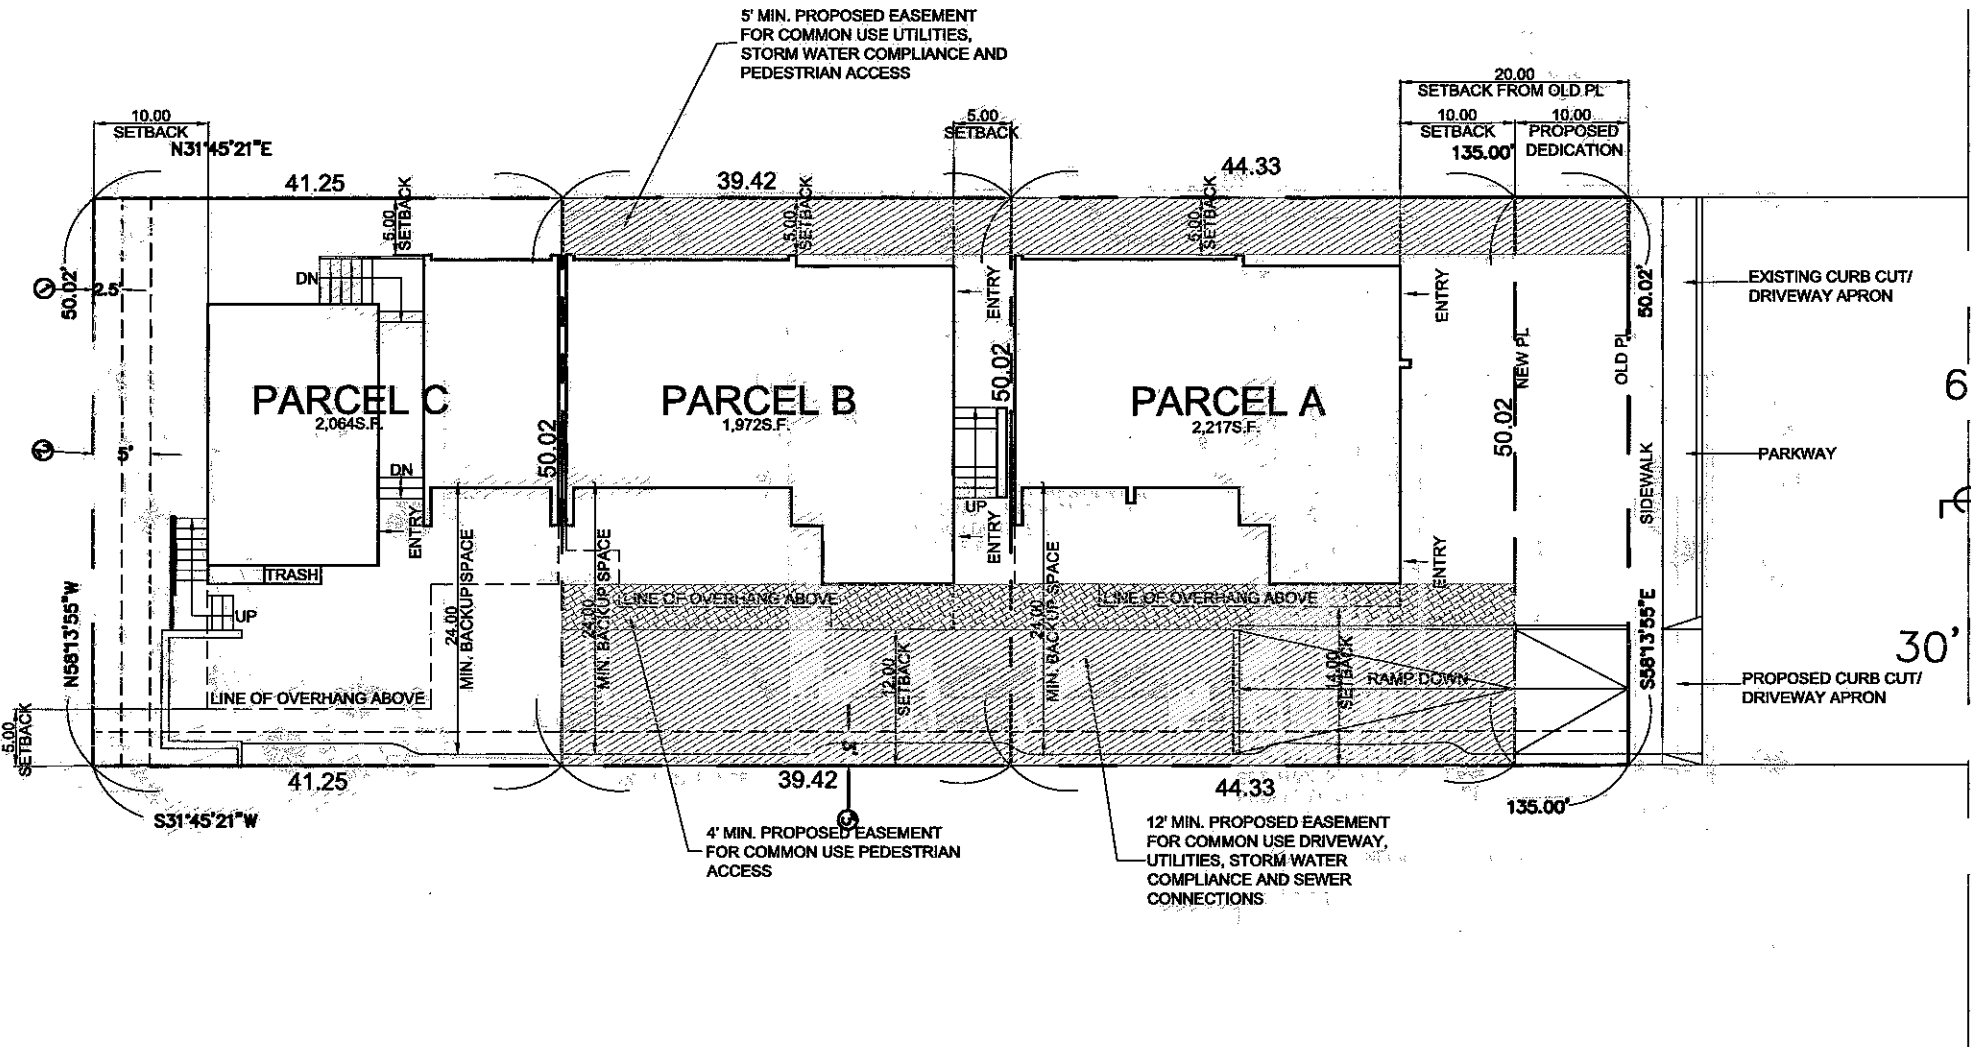 5' MIN. PROPOSED EASEMENT
FOR COMMON USE UTILITIES,
STORM WATER COMPLIANCE AND
PEDESTRIAN ACCESS
20.00
SETBACK FROM OLD PL
10.00
SETBACK
5.00
SETBACK
10.00
SETBACK
10.00
PROPOSED
DEDICATION
N31°45'21"E
135.00'
41.25
39.42
44.33
5.00
SETBACK
5.00
SETBACK
5.00
SETBACK
50.02'
2.5'
DN
ENTRY
ENTRY
50.02'
EXISTING CURB CUT/
DRIVEWAY APRON
NEW PL
OLD PL
PARCEL C
2,064S.F.
PARCEL B
1,972S.F.
PARCEL A
2,217S.F.
50.02
50.02
50.02
6
5'
DN
PARKWAY
SIDEWALK
UP
ENTRY
ENTRY
ENTRY
TRASH
24.00
MIN. BACKUP SPACE
24.00
MIN. BACKUP SPACE
24.00
MIN. BACKUP SPACE
LINE OF OVERHANG ABOVE
LINE OF OVERHANG ABOVE
UP
N58°13'55"W
S58°13'55"E
30'
12.00
SETBACK
14.00
SETBACK
RAMP DOWN
PROPOSED CURB CUT/
DRIVEWAY APRON
LINE OF OVERHANG ABOVE
5.00
SETBACK
3'
41.25
39.42
44.33
135.00'
S31°45'21"W
4' MIN. PROPOSED EASEMENT
FOR COMMON USE PEDESTRIAN
ACCESS
12' MIN. PROPOSED EASEMENT
FOR COMMON USE DRIVEWAY,
UTILITIES, STORM WATER
COMPLIANCE AND SEWER
CONNECTIONS